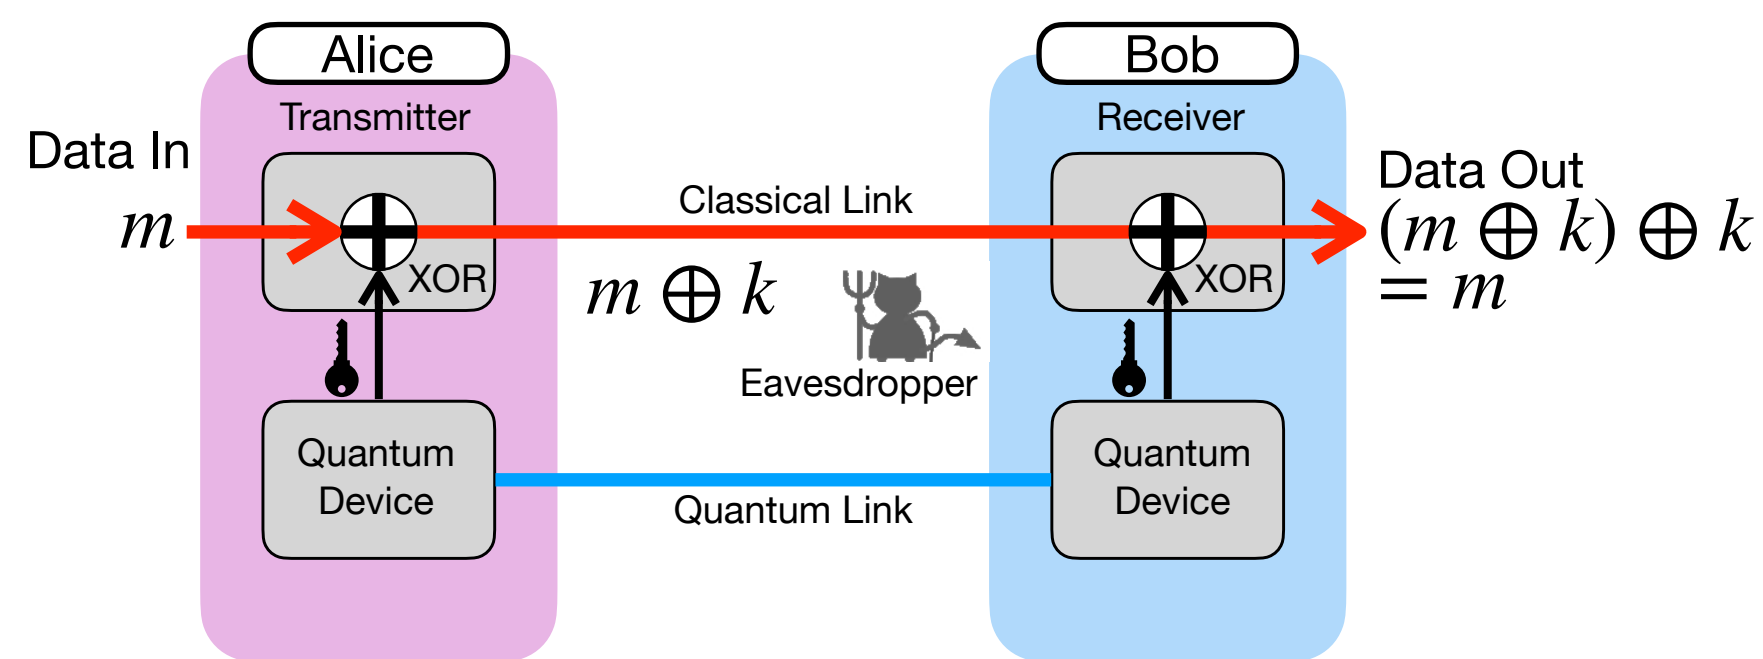 Alice
Bob
Transmitter
Receiver
Data In
m
XOR
Classical Link
m ⊕ k
Eavesdropper
XOR
Data Out
(m ⊕ k) ⊕ k
= m
Quantum
Device
Quantum Link
Quantum
Device